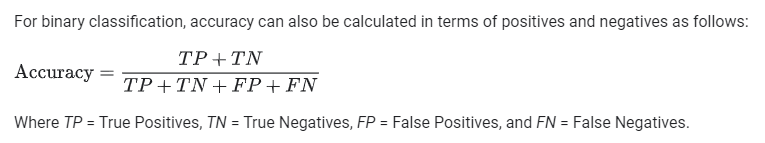 For binary classification, accuracy can also be calculated in terms of positives and negatives as follows:
Accuracy = \frac{TP + TN}{TP + TN + FP + FN}
Where TP = True Positives, TN = True Negatives, FP = False Positives, and FN = False Negatives.